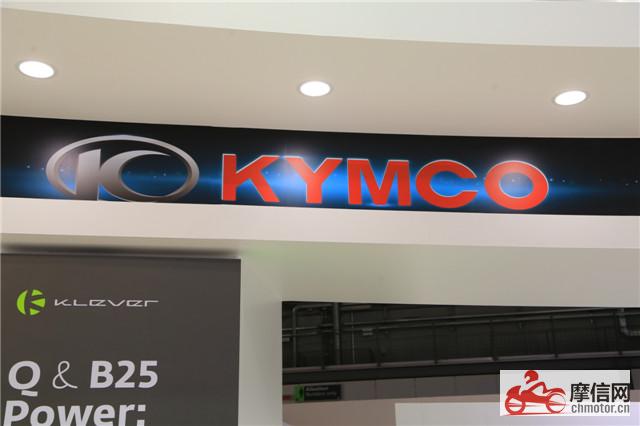 KYMCO
KLEVER
Q & B25
Power:
摩信网
chmotor.cn